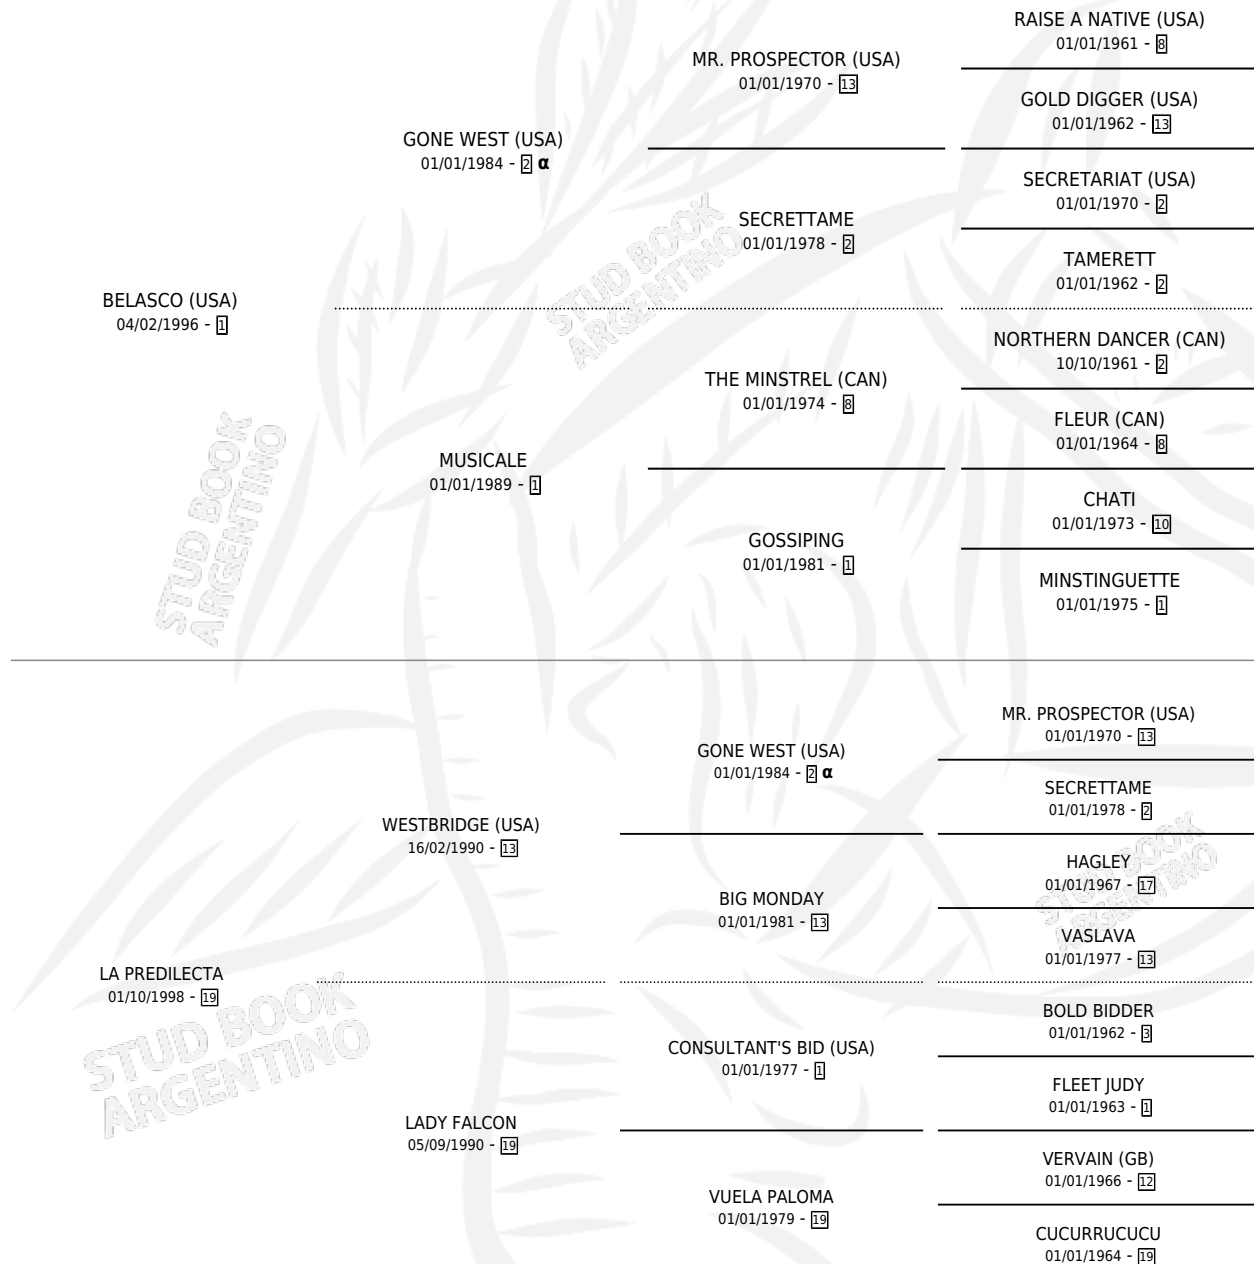 RAISE A NATIVE (USA)
01/01/1961 - 8
MR. PROSPECTOR (USA)
01/01/1970 - 13
GOLD DIGGER (USA)
01/01/1962 - 13
GONE WEST (USA)
01/01/1984 - 2 α
SECRETARIAT (USA)
01/01/1970 - 2
SECRETTAME
01/01/1978 - 2
TAMERETT
01/01/1962 - 2
BELASCO (USA)
04/02/1996 - 1
NORTHERN DANCER (CAN)
10/10/1961 - 2
THE MINSTREL (CAN)
01/01/1974 - 8
FLEUR (CAN)
01/01/1964 - 8
MUSICALE
01/01/1989 - 1
CHATI
01/01/1973 - 10
GOSSIPING
01/01/1981 - 1
MINSTINGUETTE
01/01/1975 - 1
MR. PROSPECTOR (USA)
01/01/1970 - 13
GONE WEST (USA)
01/01/1984 - 2 α
SECRETTAME
01/01/1978 - 2
WESTBRIDGE (USA)
16/02/1990 - 13
HAGLEY
01/01/1967 - 17
BIG MONDAY
01/01/1981 - 13
VASLAVA
01/01/1977 - 13
LA PREDILECTA
01/10/1998 - 19
BOLD BIDDER
01/01/1962 - 3
CONSULTANT'S BID (USA)
01/01/1977 - 1
FLEET JUDY
01/01/1963 - 1
LADY FALCON
05/09/1990 - 19
VERVAIN (GB)
01/01/1966 - 12
VUELA PALOMA
01/01/1979 - 19
CUCURRUCUCU
01/01/1964 - 19
STUD BOOK
ARGENTINO
STUD BOOK
ARGENTINO
STUD BOOK
ARGENTINO
STUD BOOK
ARGENTINO